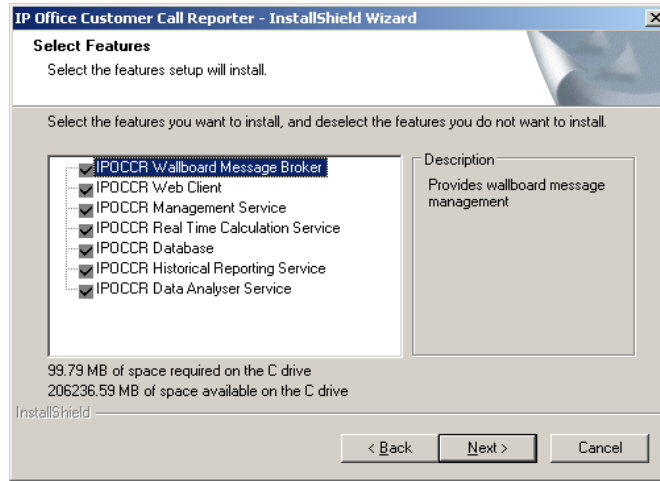 IP Office Customer Call Reporter - InstallShield Wizard
Select Features
Select the features setup will install.
Select the features you want to install, and deselect the features you do not want to install.
IPOCCR Wallboard Message Broker
IPOCCR Web Client
IPOCCR Management Service
IPOCCR Real Time Calculation Service
IPOCCR Database
IPOCCR Historical Reporting Service
IPOCCR Data Analyser Service
Description
Provides wallboard message
management
99.79 MB of space required on the C drive
206236.59 MB of space available on the C drive
InstallShield
< Back
Next >
Cancel